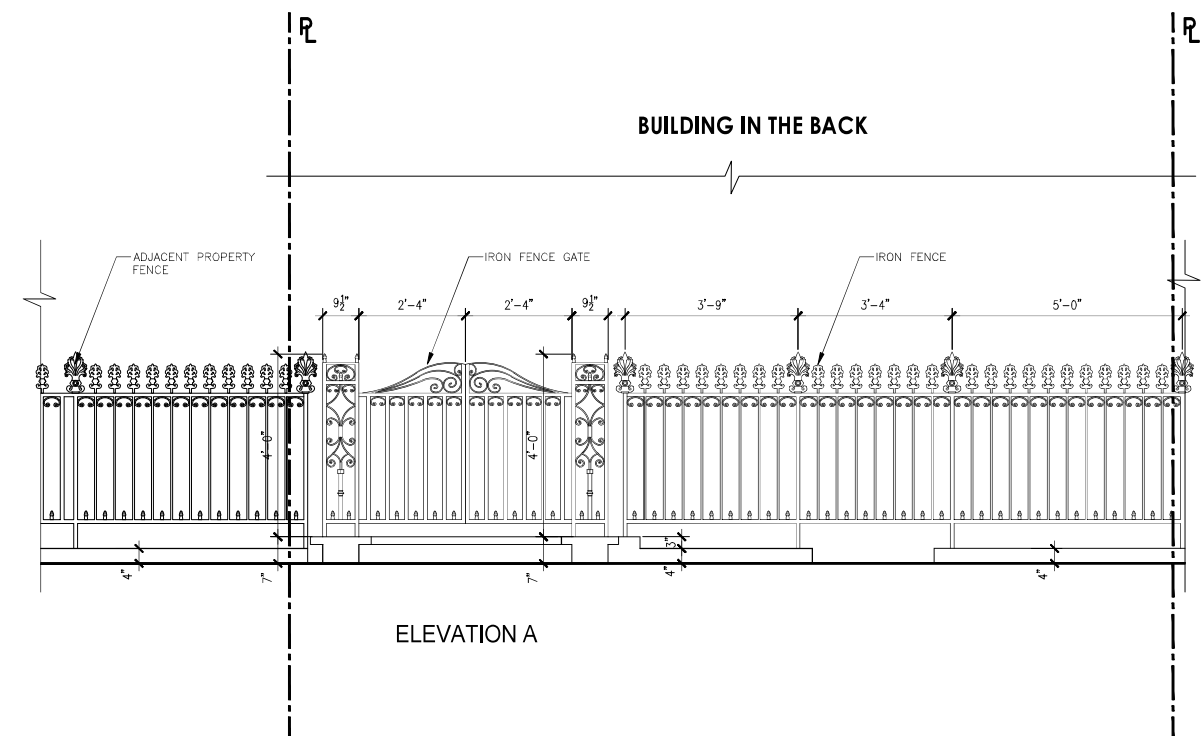 PL
PL
BUILDING IN THE BACK
ADJACENT PROPERTY
FENCE
IRON FENCE GATE
IRON FENCE
9½"
2'-4"
2'-4"
9½"
3'-9"
3'-4"
5'-0"
4'-0"
4'-0"
3"
4"
7"
7"
4"
4"
ELEVATION A